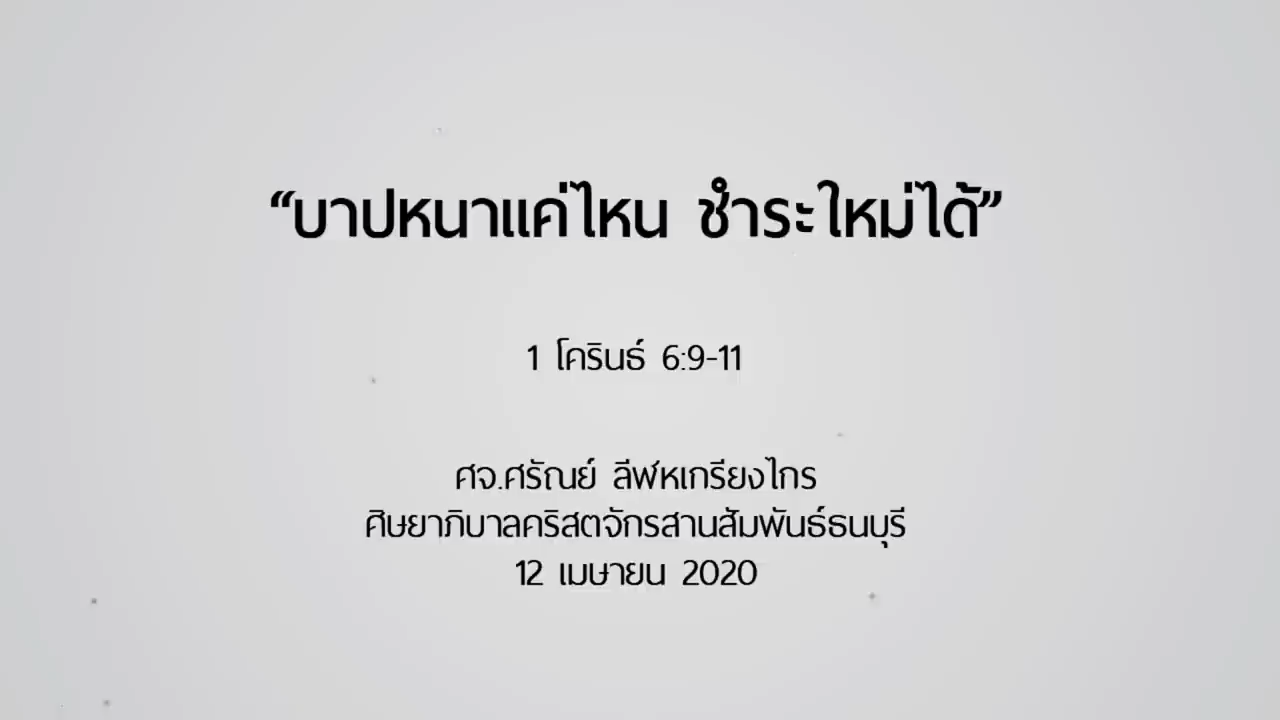 “บาปหนาแค่ไหน ชำระใหม่ได้”
1 โครินธ์ 6:9-11
ศจ.ศรัณย์ ลีฬหเกรียงไกร
ศิษยาภิบาลคริสตจักรสานสัมพันธ์ธนบุรี
12 เมษายน 2020